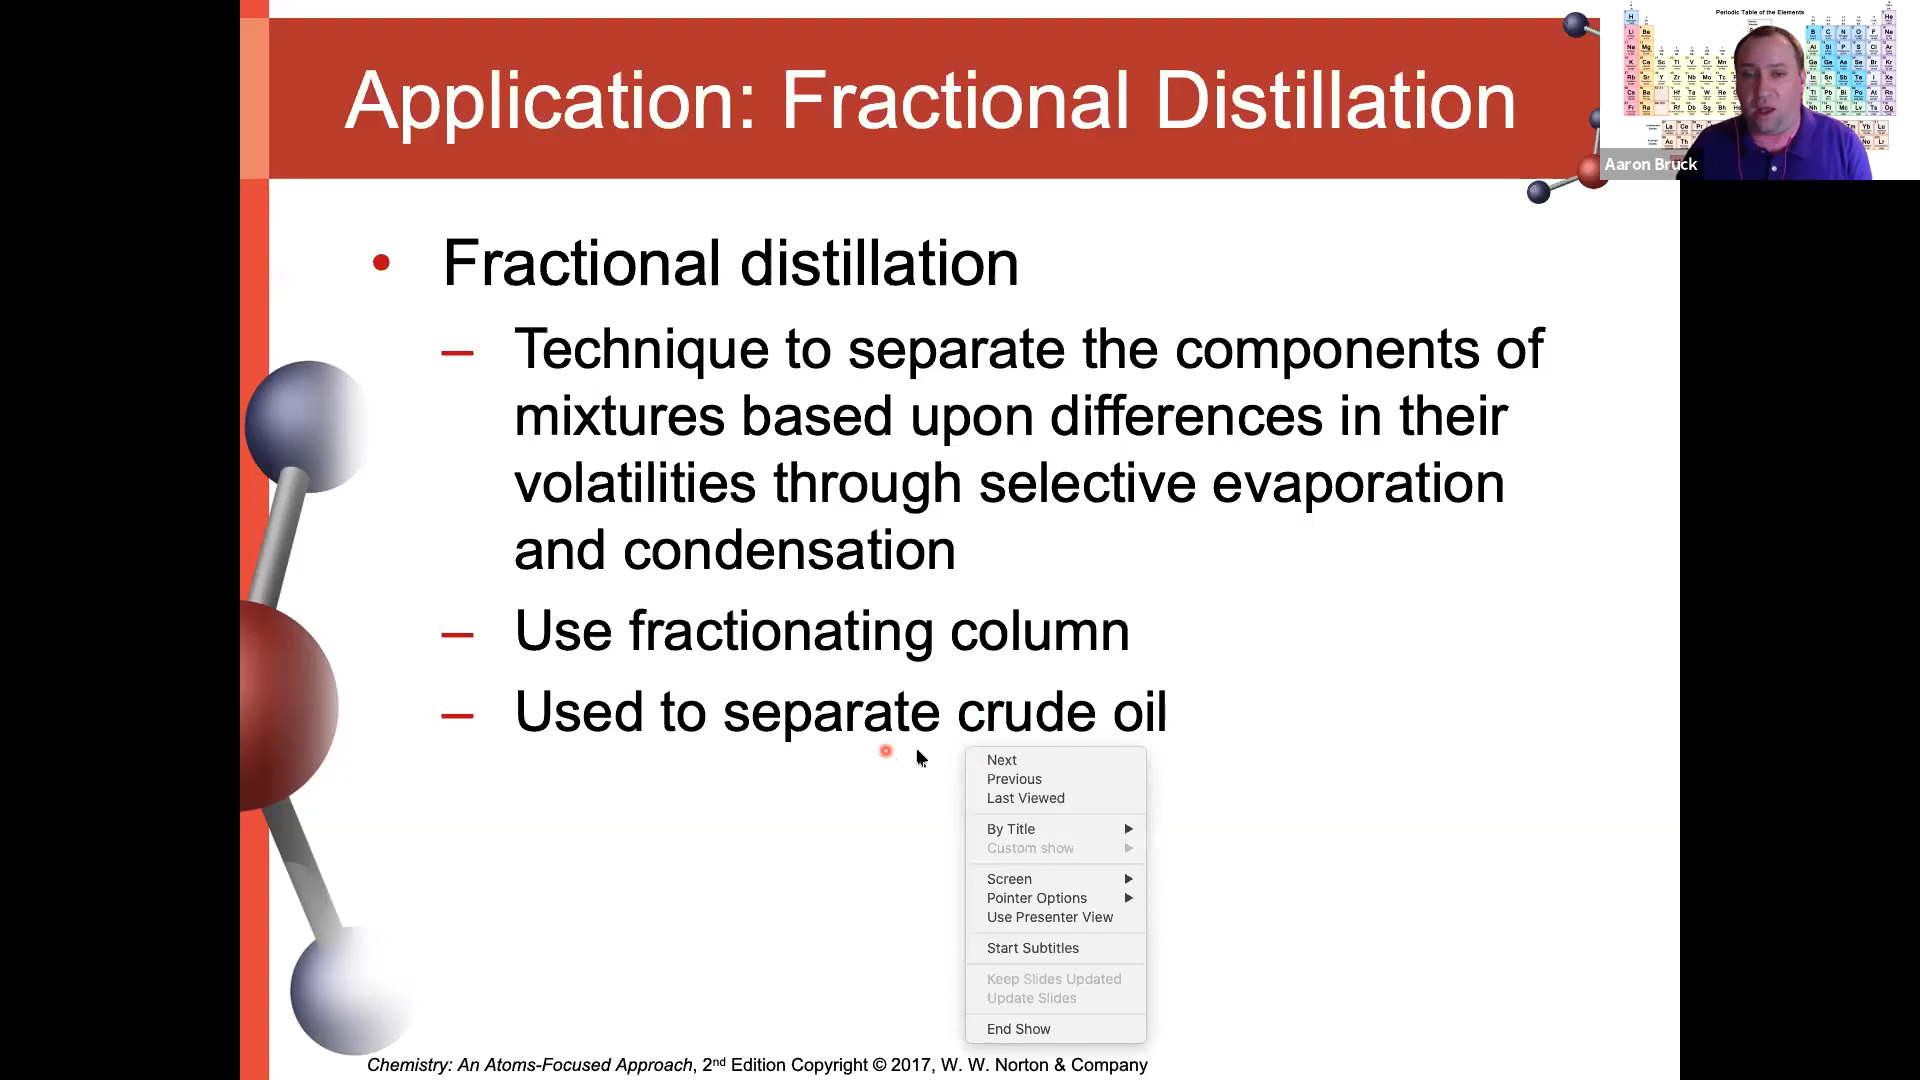 Application: Fractional Distillation
Periodic Table of the Elements
Aaron Bruck
• Fractional distillation
– Technique to separate the components of
mixtures based upon differences in their
volatilities through selective evaporation
and condensation
– Use fractionating column
– Used to separate crude oil
Next
Previous
Last Viewed
By Title
Custom show
Screen
Pointer Options
Use Presenter View
Start Subtitles
Keep Slides Updated
Update Slides
End Show
Chemistry: An Atoms-Focused Approach, 2nd Edition Copyright © 2017, W. W. Norton & Company